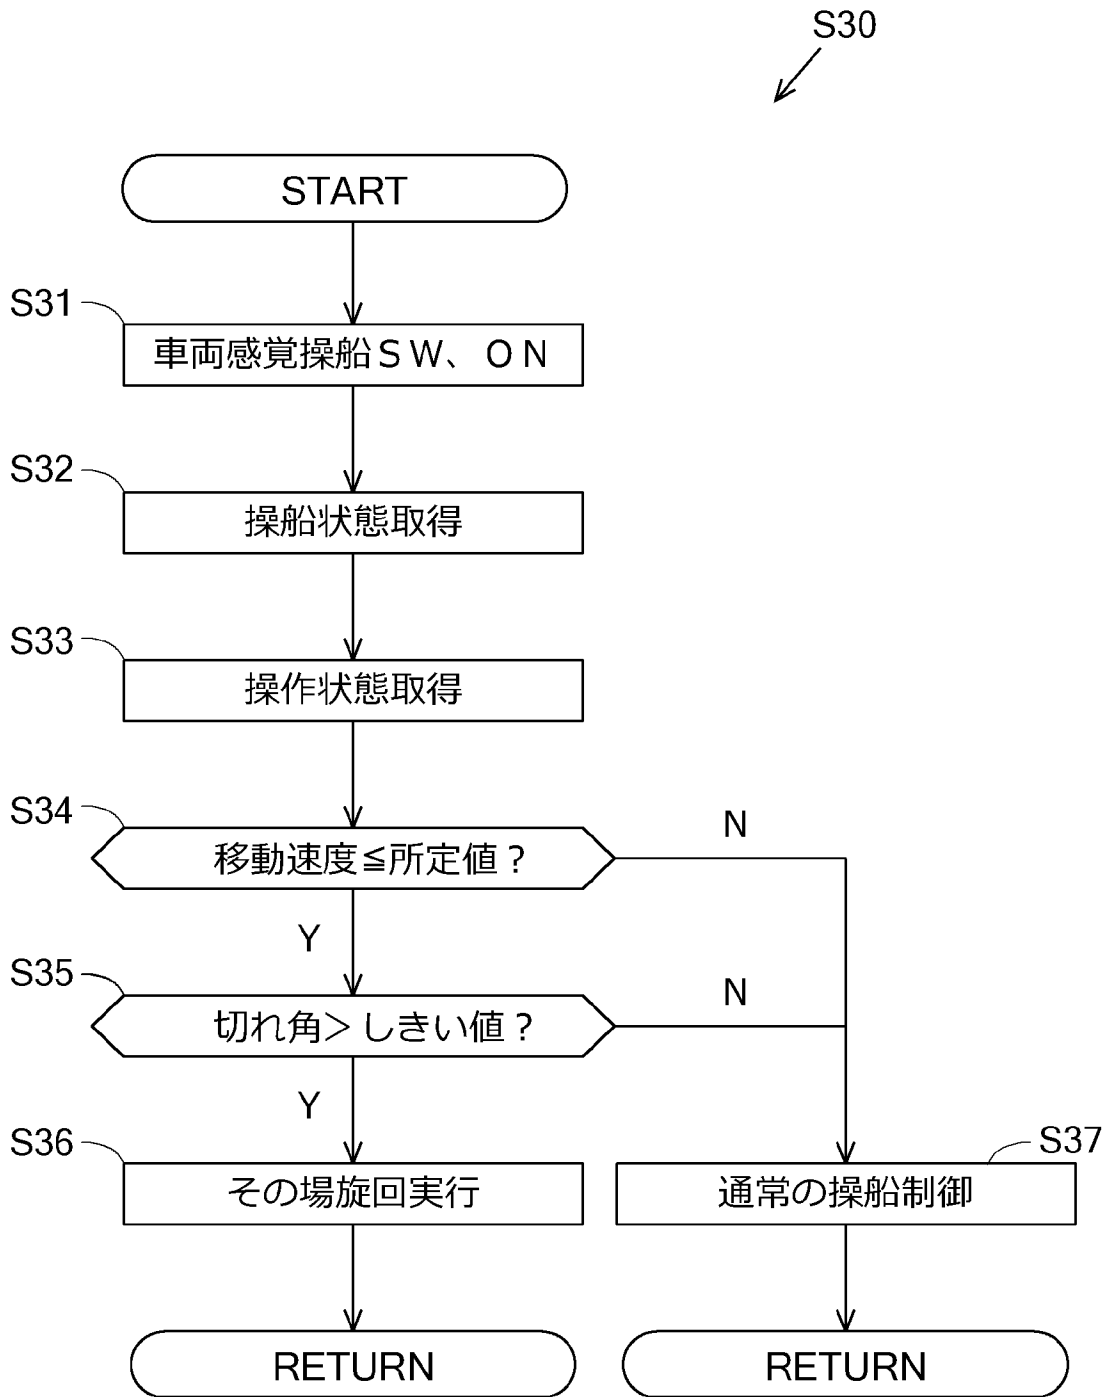 S30
START
S31
車両感覚操船SW、ON
S32
操船状態取得
S33
操作状態取得
S34
移動速度≦所定値？
N
Y
S35
切れ角＞しきい値？
N
Y
S36
その場旋回実行
S37
通常の操船制御
RETURN
RETURN